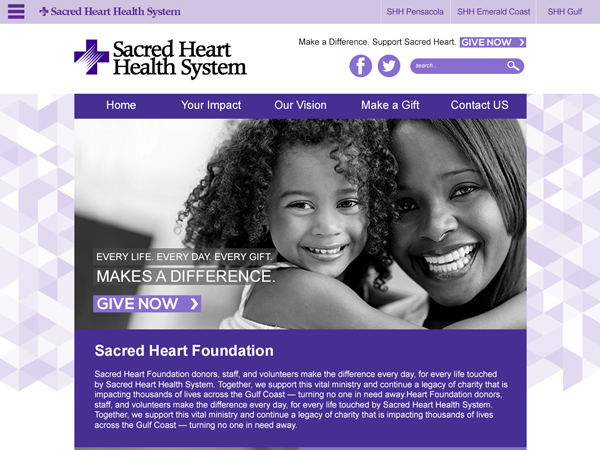 Sacred Heart Health System
SHH Pensacola
SHH Emerald Coast
SHH Gulf
Sacred Heart
Health System
Make a Difference. Support Sacred Heart.
GIVE NOW
search...
Home
Your Impact
Our Vision
Make a Gift
Contact US
EVERY LIFE. EVERY DAY. EVERY GIFT.
MAKES A DIFFERENCE.
GIVE NOW
Sacred Heart Foundation
Sacred Heart Foundation donors, staff, and volunteers make the difference every day, for every life touched
by Sacred Heart Health System. Together, we support this vital ministry and continue a legacy of charity that is
impacting thousands of lives across the Gulf Coast — turning no one in need away.Heart Foundation donors,
staff, and volunteers make the difference every day, for every life touched by Sacred Heart Health System.
Together, we support this vital ministry and continue a legacy of charity that is impacting thousands of lives
across the Gulf Coast — turning no one in need away.